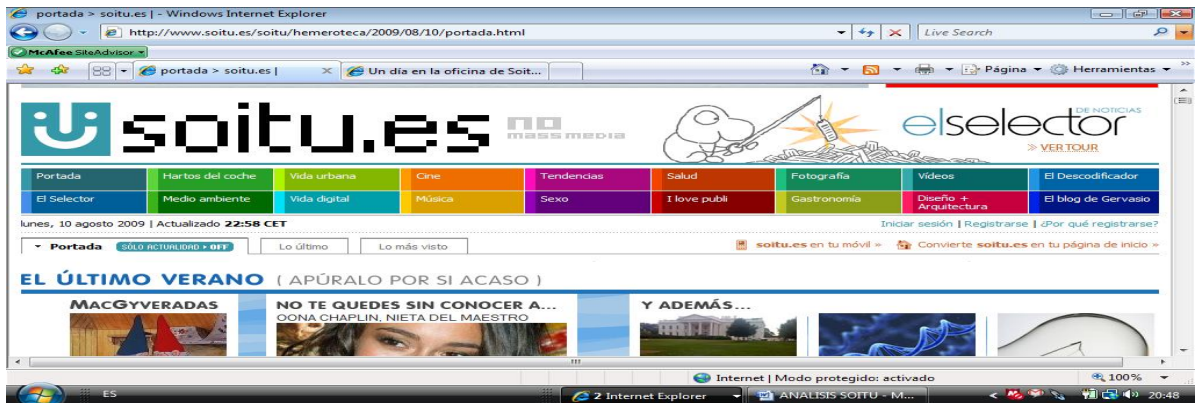 portada > soitu.es | - Windows Internet Explorer
http://www.soitu.es/soitu/hemeroteca/2009/08/10/portada.html
Live Search
McAfee SiteAdvisor
portada > soitu.es |
Un día en la oficina de Soit...
Página
Herramientas
soitu.es
no
mass media
elselector
DE NOTICIAS
» VER TOUR
Portada
Hartos del coche
Vida urbana
Cine
Tendencias
Salud
Fotografía
Vídeos
El Descodificador
El Selector
Medio ambiente
Vida digital
Música
Sexo
I love publi
Gastronomía
Diseño +
Arquitectura
El blog de Gervasio
lunes, 10 agosto 2009 | Actualizado 22:58 CET
Iniciar sesión | Registrarse | ¿Por qué registrarse?
Portada
SÓLO ACTUALIDAD ▸ OFF
Lo último
Lo más visto
soitu.es en tu móvil »
Convierte soitu.es en tu página de inicio »
EL ÚLTIMO VERANO ( APÚRALO POR SI ACASO )
MACGYVERADAS
NO TE QUEDES SIN CONOCER A...
OONA CHAPLIN, NIETA DEL MAESTRO
Y ADEMÁS...
Internet | Modo protegido: activado
100%
ES
2 Internet Explorer
ANALISIS SOITU - M...
20:48